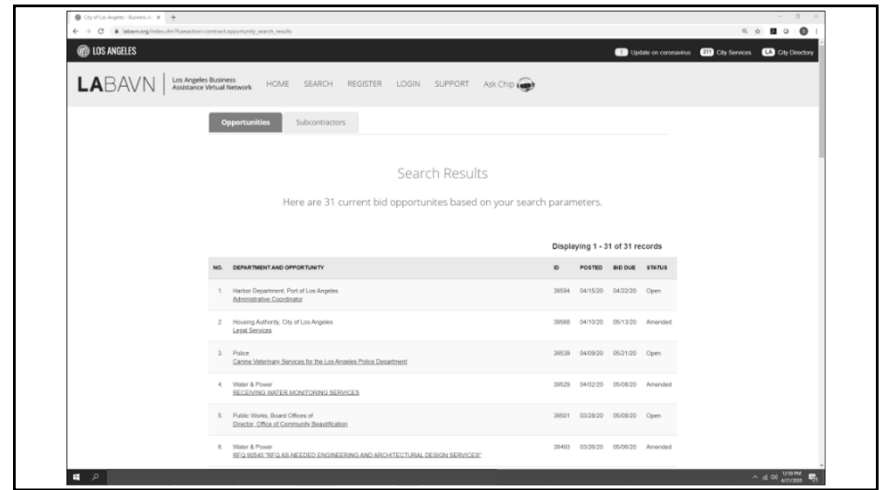 City of Los Angeles - Business A
labavn.org/index.cfm?fuseaction=contract.opportunity_search_results
LOS ANGELES
Update on coronavirus 211 City Services LA City Directory
LABAVN Los Angeles Business
Assistance Virtual Network
HOME SEARCH REGISTER LOGIN SUPPORT Ask Chip
Opportunities Subcontractors
Search Results
Here are 31 current bid opportunites based on your search parameters.
Displaying 1 - 31 of 31 records
NO. DEPARTMENT AND OPPORTUNITY ID POSTED BID DUE STATUS
1. Harbor Department, Port of Los Angeles 39594 04/15/20 04/22/20 Open
Administrative Coordinator
2. Housing Authority, City of Los Angeles 39568 04/10/20 05/13/20 Amended
Legal Services
3. Police 39539 04/09/20 05/21/20 Open
Canine Veterinary Services for the Los Angeles Police Department
4. Water & Power 39529 04/02/20 05/08/20 Amended
RECEIVING WATER MONITORING SERVICES
5. Public Works, Board Offices of 39501 03/28/20 05/08/20 Open
Director, Office of Community Beautification
6. Water & Power 39493 03/26/20 05/06/20 Amended
RFQ 90540 "RFQ AS-NEEDED ENGINEERING AND ARCHITECTURAL DESIGN SERVICES"
12:18 PM
4/21/2020